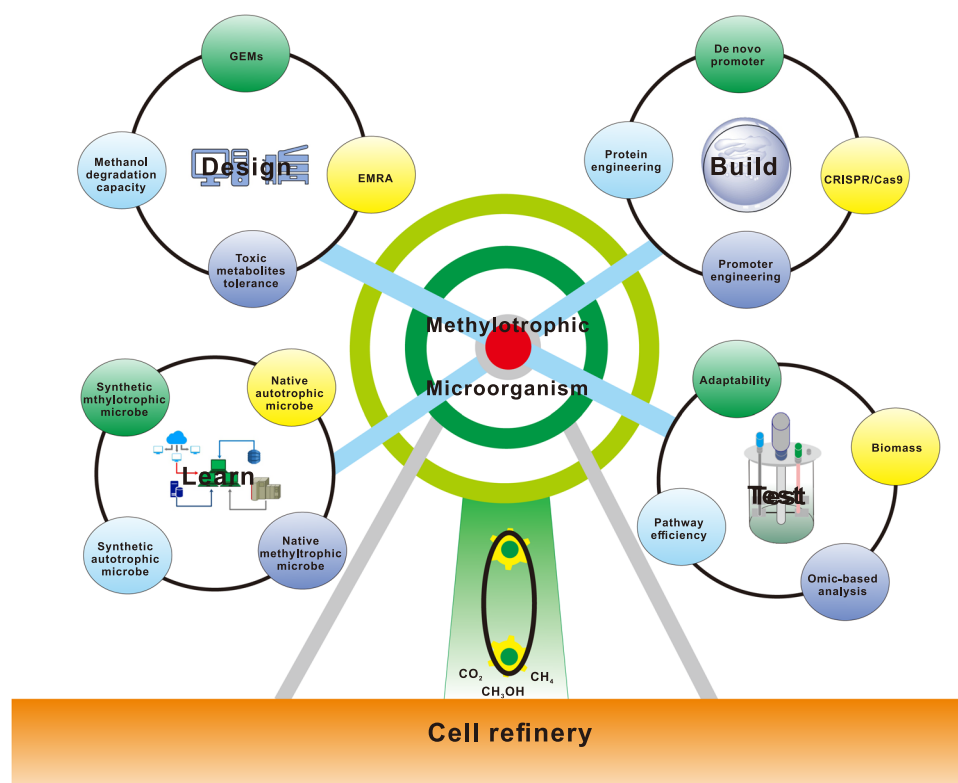 GEMs
Methanol
degradation
capacity
Design
EMRA
Toxic
metabolites
tolerance
De novo
promoter
Protein
engineering
Build
CRISPR/Cas9
Promoter
engineering
Methylotrophic
Microorganism
Synthetic
mthylotrophic
microbe
Native
autotrophic
microbe
Learn
Synthetic
autotrophic
microbe
Native
methyltrophic
microbe
Adaptability
Biomass
Test
Pathway
efficiency
Omic-based
analysis
CO₂
CH₄
CH₃OH
Cell refinery